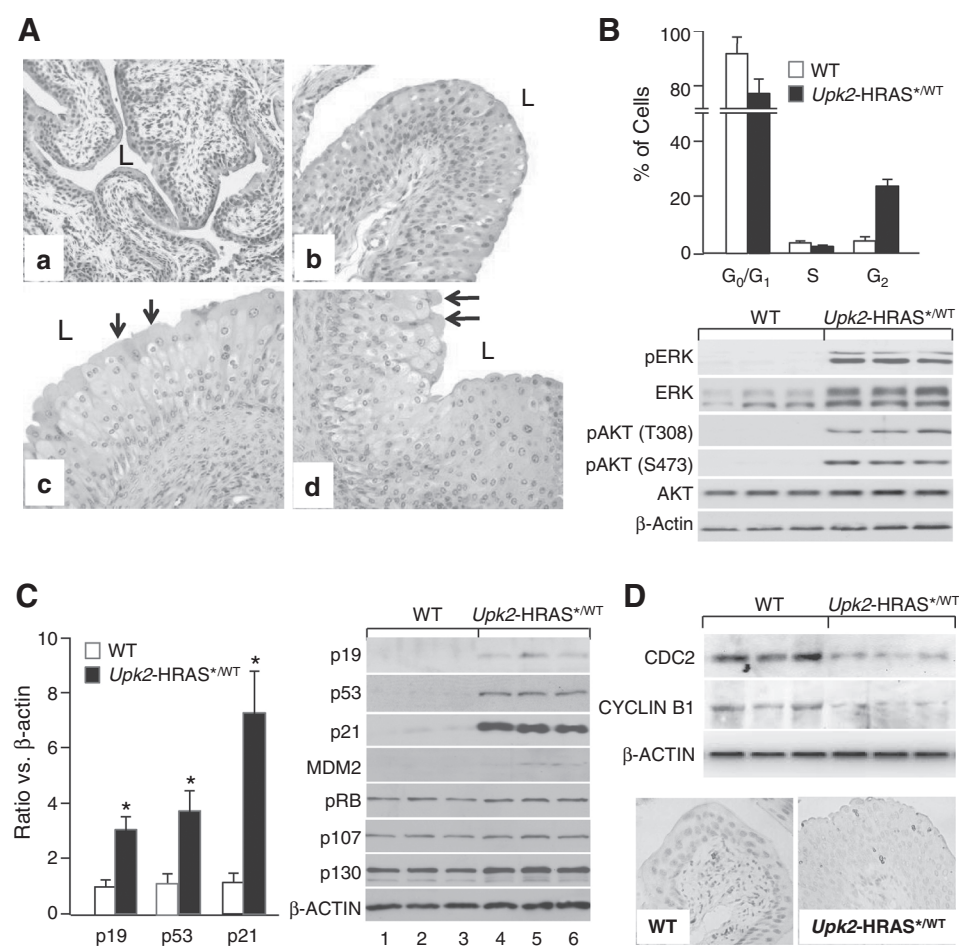 A
L
a
L
b
L
c
L
d
B
100
80
40
20
0
% of Cells
WT
Upk2-HRAS*/WT
G0/G1 S G2
WT Upk2-HRAS*/WT
pERK
ERK
pAKT (T308)
pAKT (S473)
AKT
β-Actin
C
10
8
6
4
2
0
Ratio vs. β-actin
WT
Upk2-HRAS*/WT
* * *
p19 p53 p21
WT Upk2-HRAS*/WT
p19
p53
p21
MDM2
pRB
p107
p130
β-ACTIN
1 2 3 4 5 6
D
WT Upk2-HRAS*/WT
CDC2
CYCLIN B1
β-ACTIN
WT
Upk2-HRAS*/WT